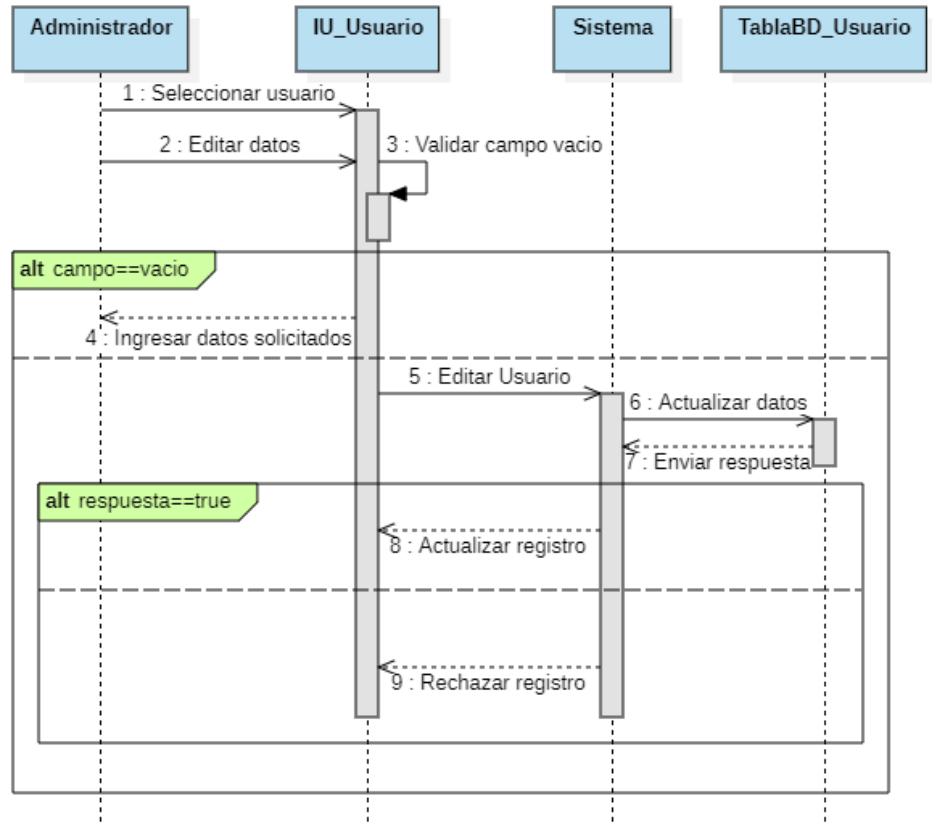 Administrador
IU_Usuario
Sistema
TablaBD_Usuario
1 : Seleccionar usuario
2 : Editar datos
3 : Validar campo vacio
alt campo==vacio
4 : Ingresar datos solicitados
5 : Editar Usuario
6 : Actualizar datos
7 : Enviar respuesta
alt respuesta==true
8 : Actualizar registro
9 : Rechazar registro